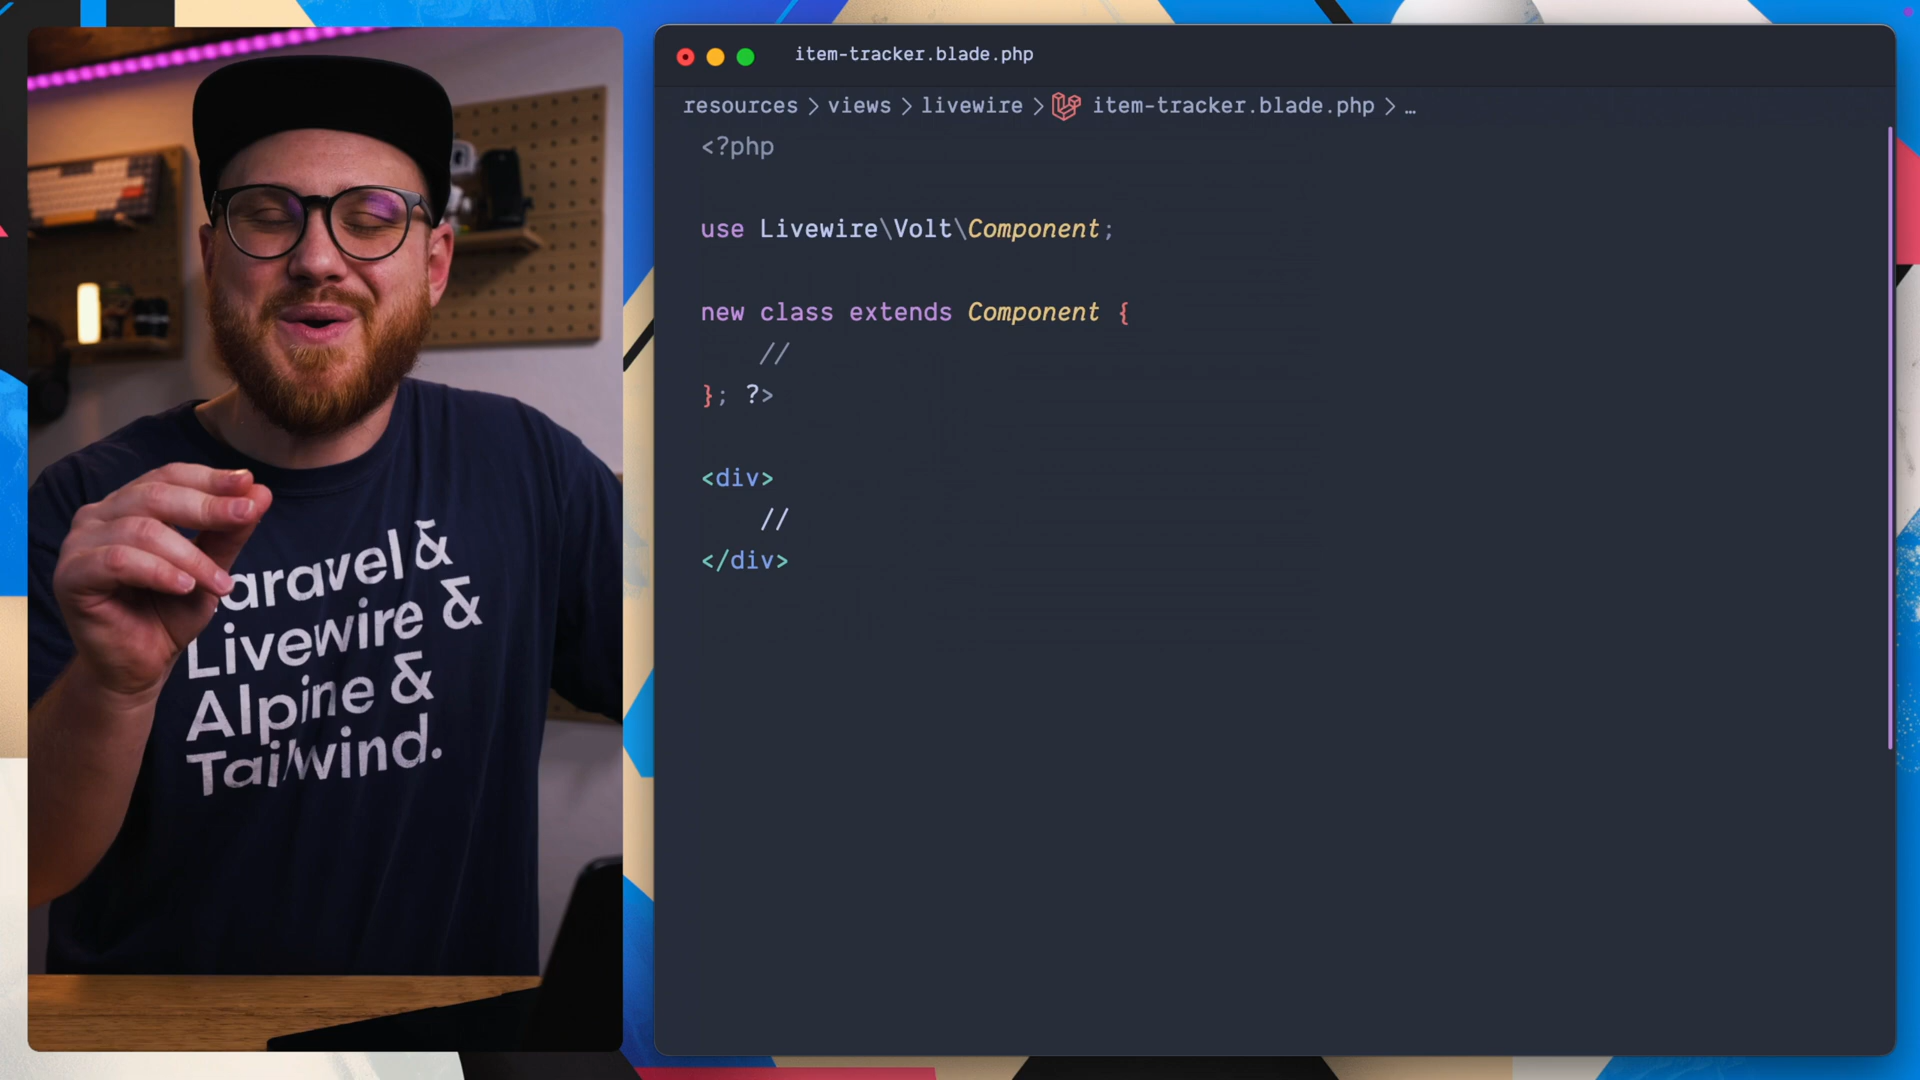 aravel &
Livewire &
Alpine &
Tailwind.
item-tracker.blade.php
resources > views > livewire > item-tracker.blade.php > …
<?php
use Livewire\Volt\Component;
new class extends Component {
//
}; ?>
<div>
//
</div>